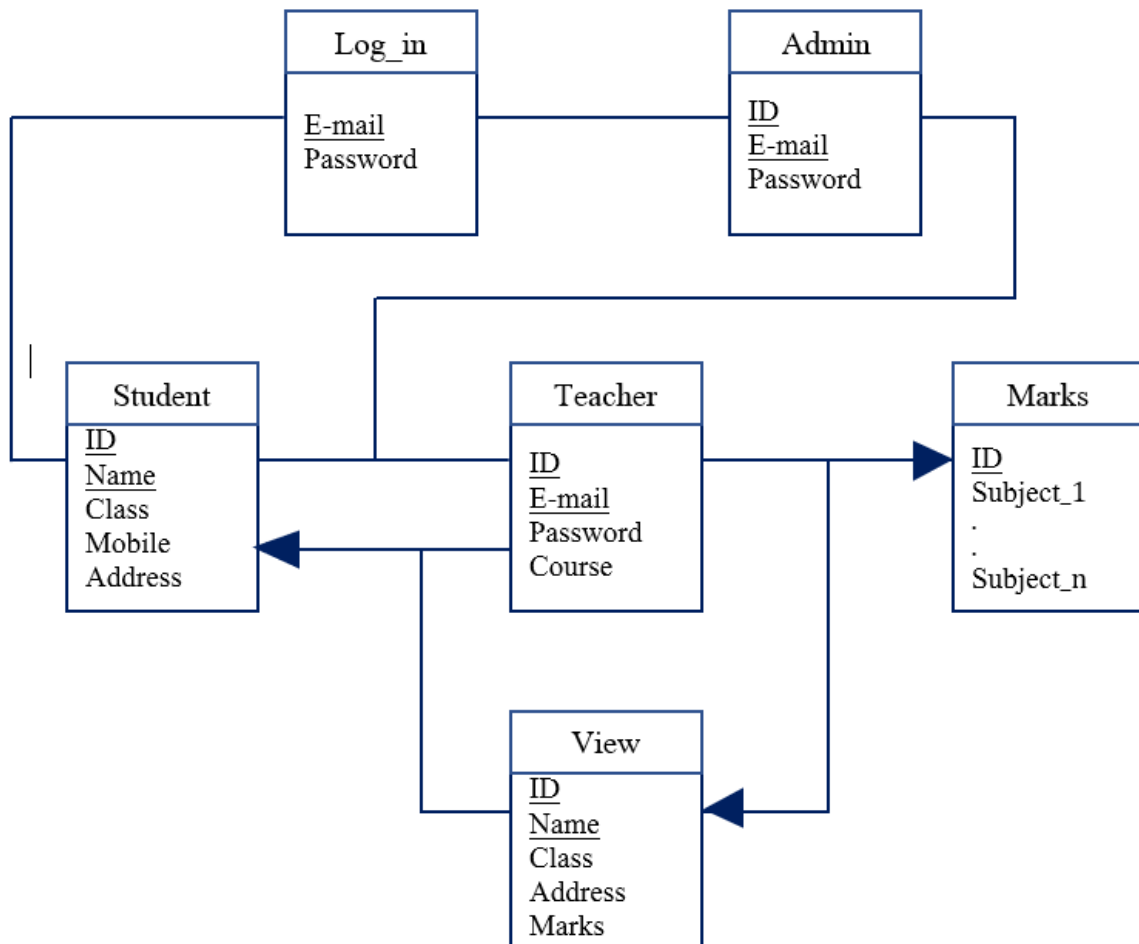 Log_in
E-mail
Password
Admin
ID
E-mail
Password
Student
ID
Name
Class
Mobile
Address
Teacher
ID
E-mail
Password
Course
Marks
ID
Subject_1
.
.
Subject_n
View
ID
Name
Class
Address
Marks